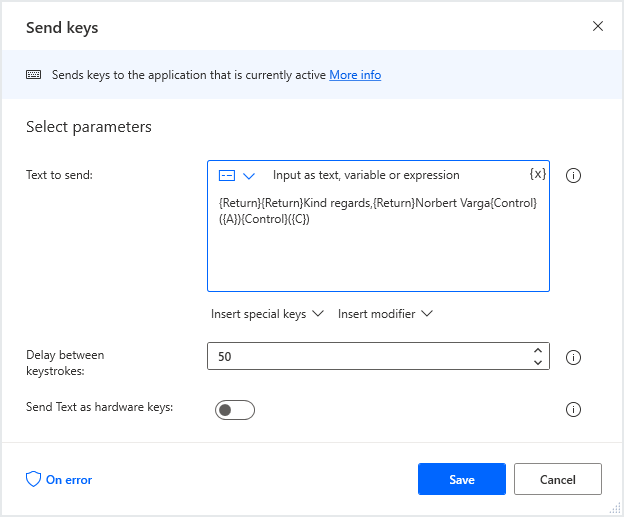 Send keys
Sends keys to the application that is currently active More info
Select parameters
Text to send:
Input as text, variable or expression {x}
{Return}{Return}Kind regards,{Return}Norbert Varga{Control}
({A}){Control}({C})
Insert special keys Insert modifier
Delay between
keystrokes:
50
Send Text as hardware keys:
On error
Save
Cancel